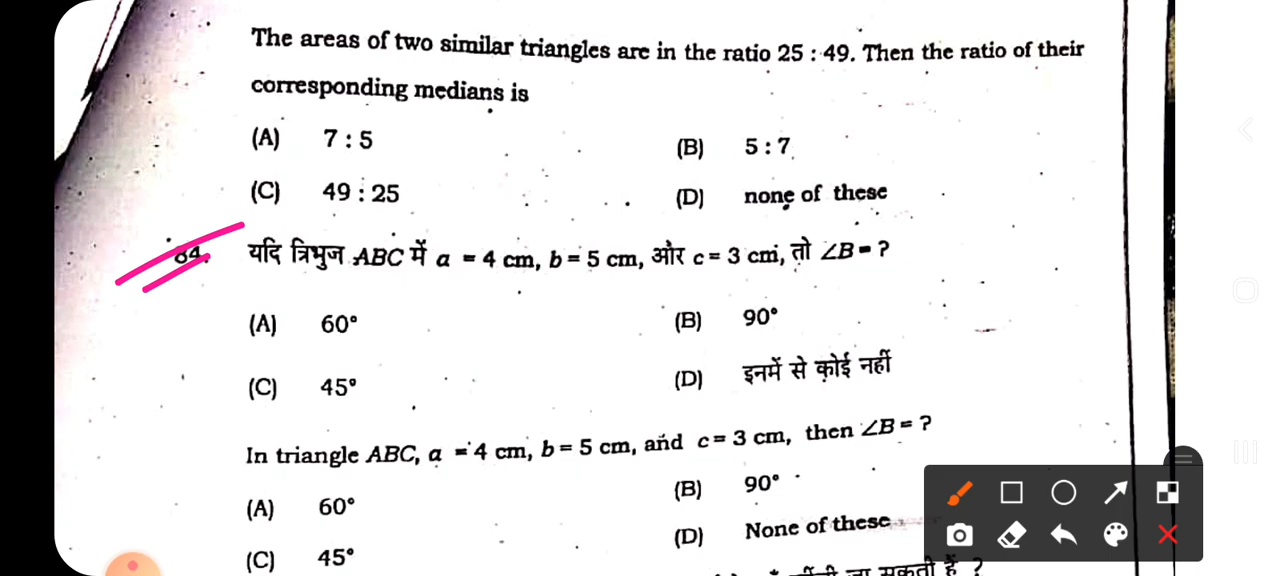 The areas of two similar triangles are in the ratio 25 : 49. Then the ratio of their
corresponding medians is
(A) 7 : 5 (B) 5 : 7
(C) 49 : 25 (D) none of these
84. यदि त्रिभुज ABC में a = 4 cm, b = 5 cm, और c = 3 cm, तो ∠B = ?
(A) 60° (B) 90°
(C) 45° (D) इनमें से कोई नहीं
In triangle ABC, a = 4 cm, b = 5 cm, and c = 3 cm, then ∠B = ?
(A) 60° (B) 90°
(C) 45° (D) None of these
जा सकती हैं ?